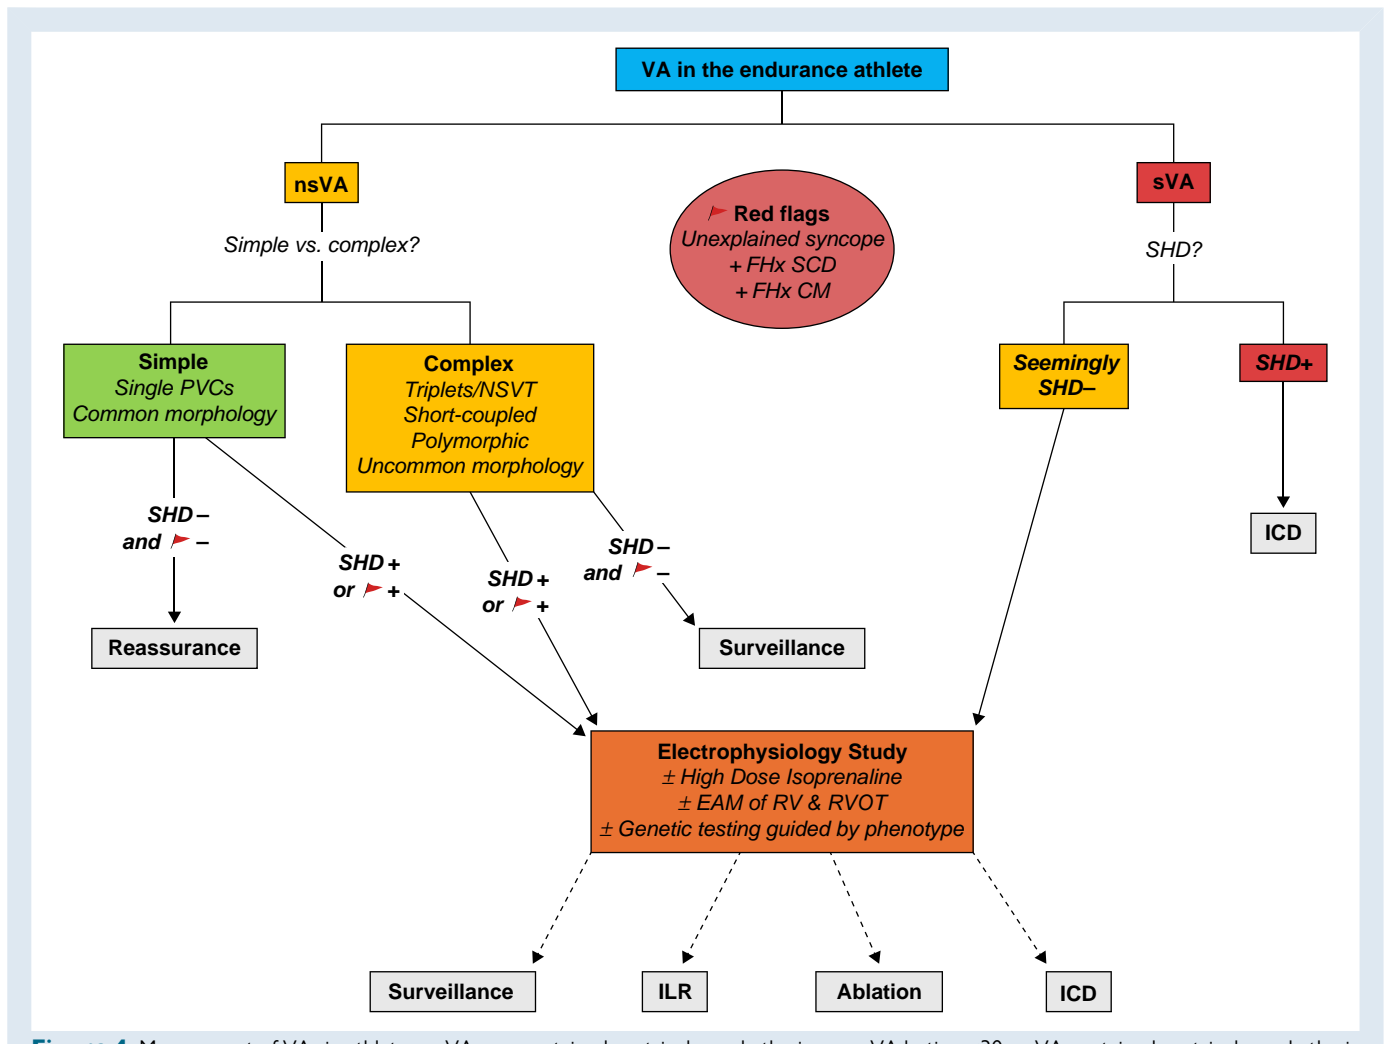 VA in the endurance athlete
nsVA
sVA
Red flags
Unexplained syncope
+ FHx SCD
+ FHx CM
Simple vs. complex?
SHD?
Simple
Single PVCs
Common morphology
Complex
Triplets/NSVT
Short-coupled
Polymorphic
Uncommon morphology
Seemingly
SHD–
SHD+
SHD –
and –
SHD +
or +
SHD +
or +
SHD –
and –
ICD
Reassurance
Surveillance
Electrophysiology Study
± High Dose Isoprenaline
± EAM of RV & RVOT
± Genetic testing guided by phenotype
Surveillance
ILR
Ablation
ICD